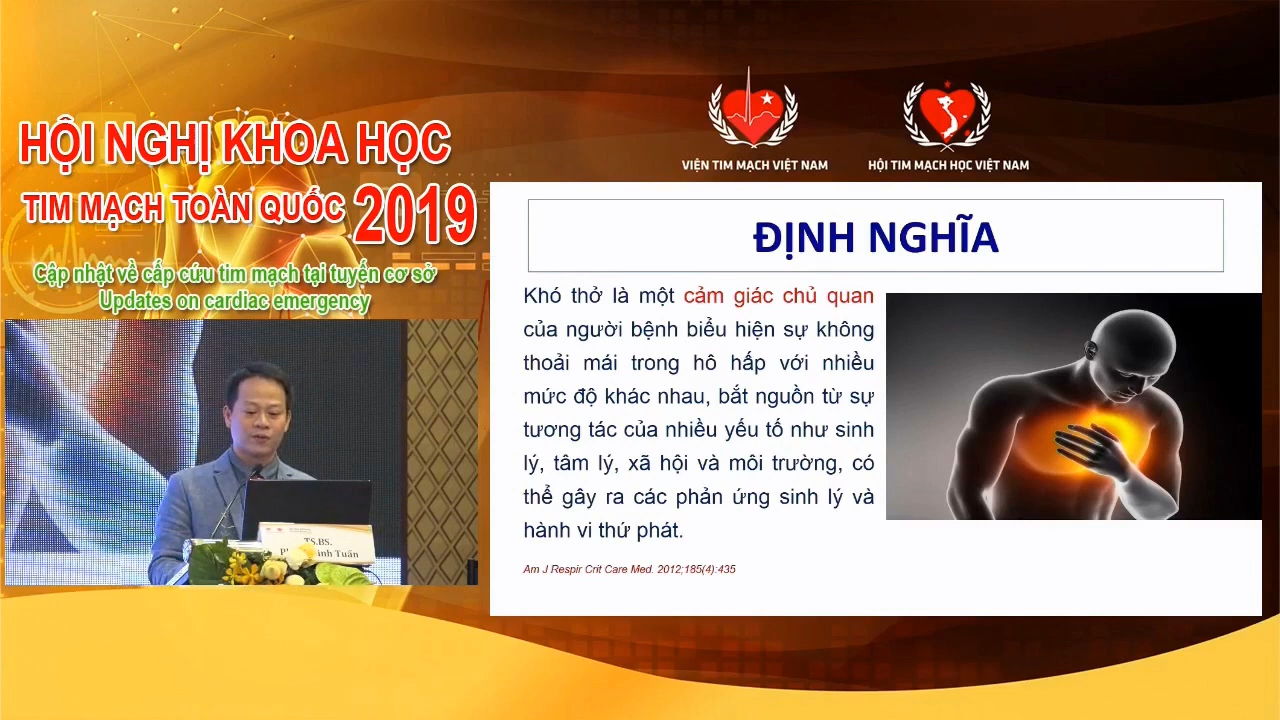 HỘI NGHỊ KHOA HỌC
TIM MẠCH TOÀN QUỐC 2019
Cập nhật về cấp cứu tim mạch tại tuyến cơ sở
Updates on cardiac emergency
VIỆN TIM MẠCH VIỆT NAM
HỘI TIM MẠCH HỌC VIỆT NAM
ĐỊNH NGHĨA
Khó thở là một cảm giác chủ quan
của người bệnh biểu hiện sự không
thoải mái trong hô hấp với nhiều
mức độ khác nhau, bắt nguồn từ sự
tương tác của nhiều yếu tố như sinh
lý, tâm lý, xã hội và môi trường, có
thể gây ra các phản ứng sinh lý và
hành vi thứ phát.
Am J Respir Crit Care Med. 2012;185(4):435
TS.BS.
Tuấn